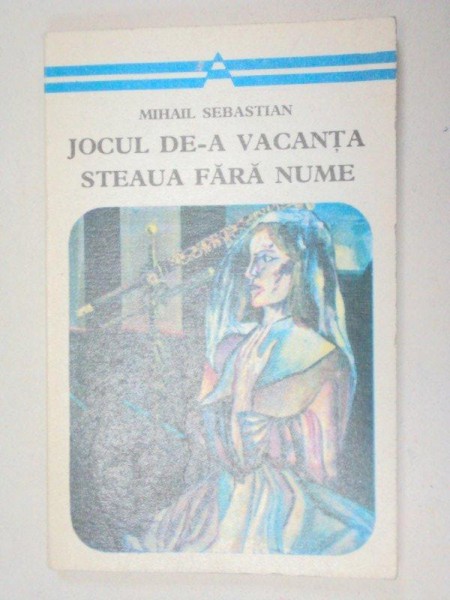 MIHAIL SEBASTIAN
JOCUL DE-A VACANȚA
STEAUA FĂRĂ NUME